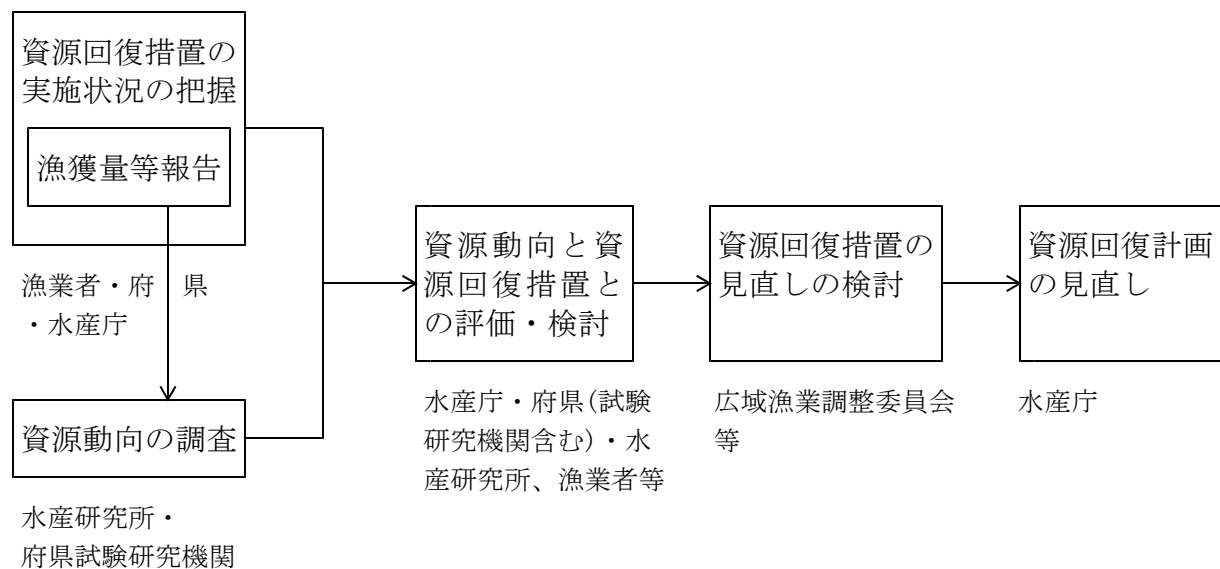 資源回復措置の
実施状況の把握
漁獲量等報告
漁業者・府 県
・水産庁
資源動向の調査
水産研究所・
府県試験研究機関
資源動向と資
源回復措置と
の評価・検討
水産庁・府県(試験
研究機関含む)・水
産研究所、漁業者等
資源回復措置の
見直しの検討
広域漁業調整委員会
等
資源回復計画
の見直し
水産庁